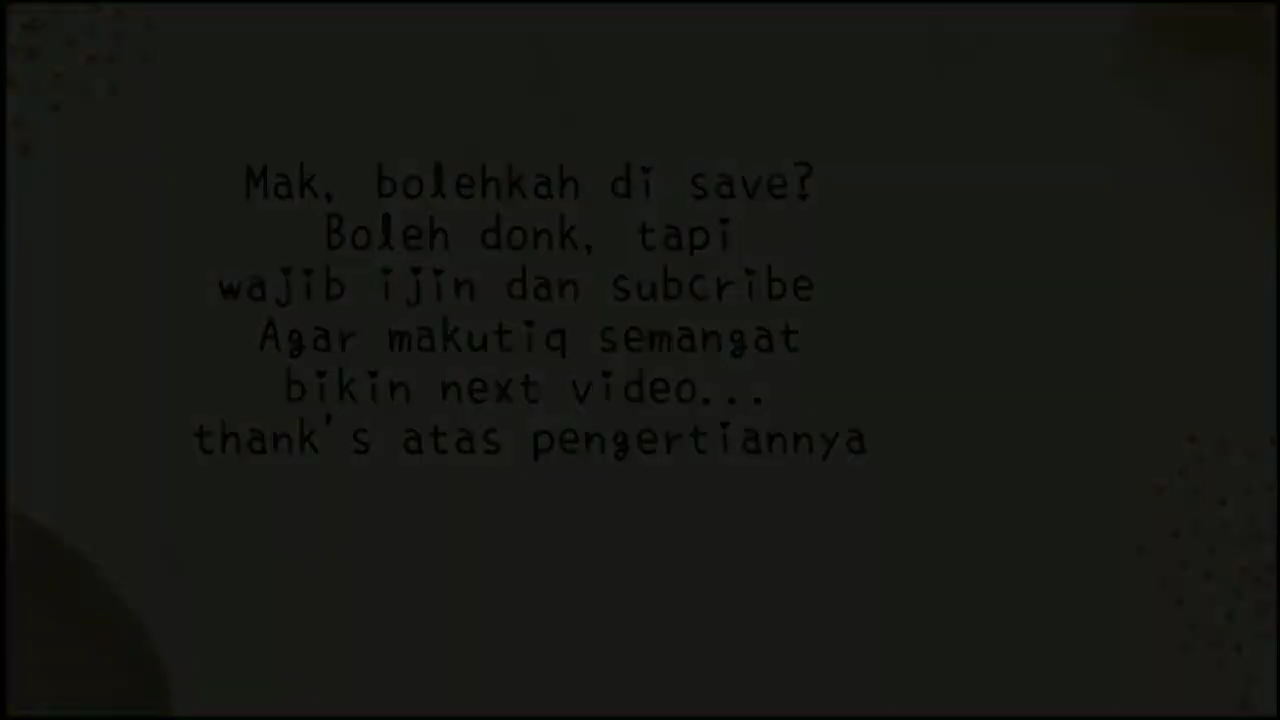 Mak, bolehkah di save?
Boleh donk, tapi
wajib ijin dan subcribe
Agar makutiq semangat
bikin next video...
thank's atas pengertiannya